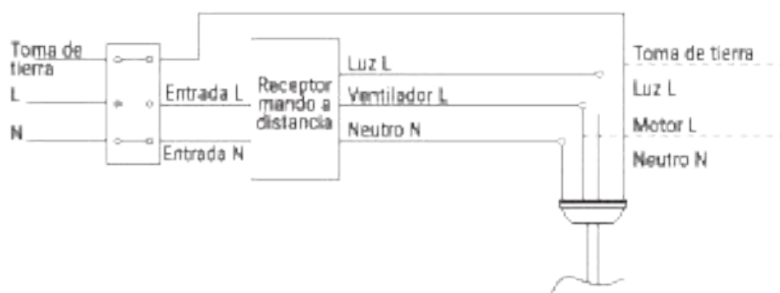 Toma de
tierra
L
N
Entrada L
Entrada N
Receptor
mando a
distancia
Luz L
Ventilador L
Neutro N
Toma de tierra
Luz L
Motor L
Neutro N